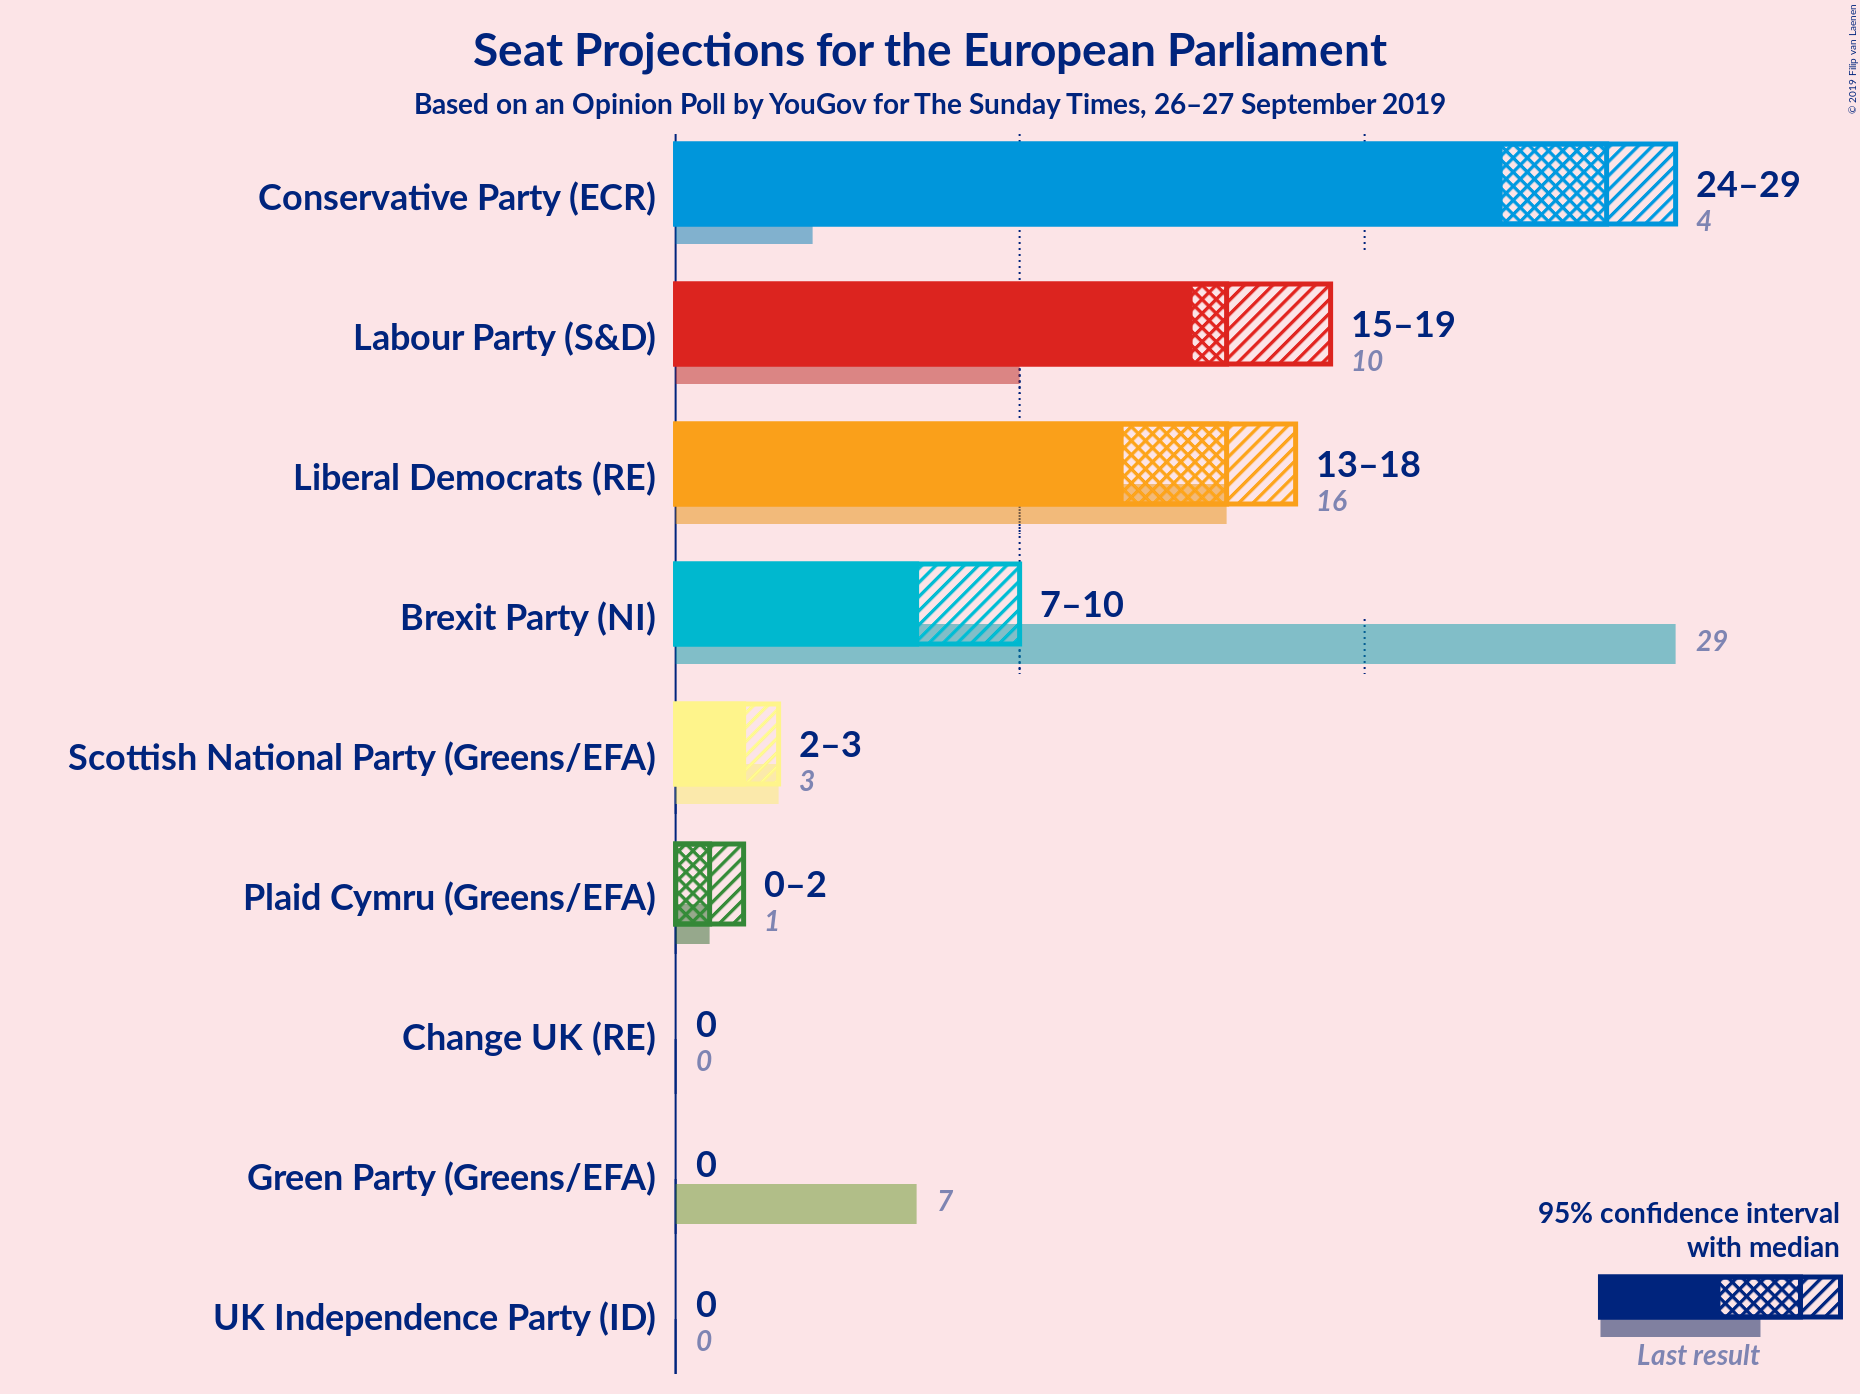 Seat Projections for the European Parliament
Based on an Opinion Poll by YouGov for The Sunday Times, 26–27 September 2019
© 2019 Filip van Laenen
Conservative Party (ECR)
24–29
4
Labour Party (S&D)
15–19
10
Liberal Democrats (RE)
13–18
16
Brexit Party (NI)
7–10
29
Scottish National Party (Greens/EFA)
2–3
3
Plaid Cymru (Greens/EFA)
0–2
1
Change UK (RE)
0
0
Green Party (Greens/EFA)
0
7
UK Independence Party (ID)
0
0
95% confidence interval
with median
Last result